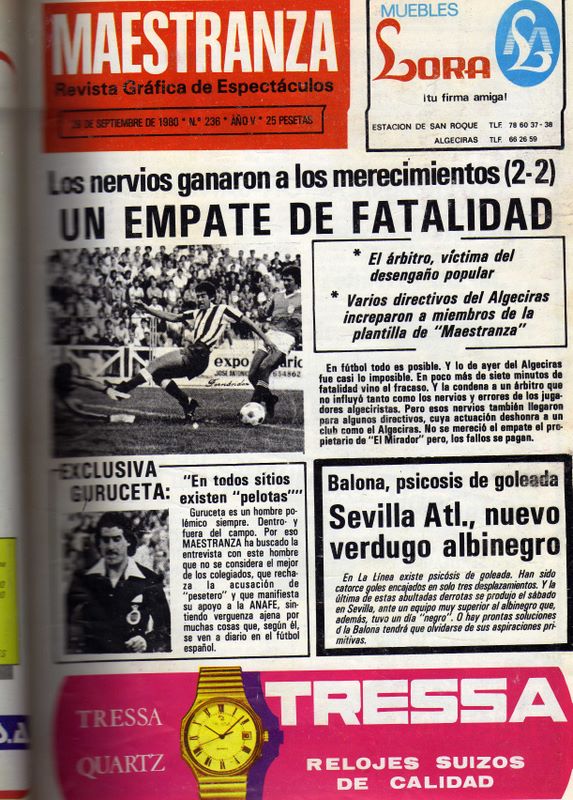 MAESTRANZA
Revista Gráfica de Espectáculos
29 DE SEPTIEMBRE DE 1980 * N.º 236 * AÑO V * 25 PESETAS
MUEBLES
LORA
¡tu firma amiga!
ESTACION DE SAN ROQUE TLF. 78 60 37 - 38
ALGECIRAS TLF. 66 26 59
Los nervios ganaron a los merecimientos (2-2)
UN EMPATE DE FATALIDAD
* El árbitro, víctima del
desengaño popular
* Varios directivos del Algeciras
increparon a miembros de la
plantilla de "Maestranza"
expo
JOSE ANTONIO
654862
Fernández
En fútbol todo es posible. Y lo de ayer del Algeciras
fue casi lo imposible. En poco más de siete minutos de
fatalidad vino el fracaso. Y la condena a un árbitro que
no influyó tanto como los nervios y errores de los juga
dores algeciristas. Pero esos nervios también llegaron
para algunos directivos, cuya actuación deshonra a un
club como el Algeciras. No se mereció el empate el pro
pietario de "El Mirador" pero, los fallos se pagan.
EXCLUSIVA
GURUCETA:
"En todos sitios
existen "pelotas""
Guruceta es un hombre po-
lémico siempre. Dentro- y
fuera del campo. Por eso
MAESTRANZA ha buscado la
entrevista con este hombre
que no se considera el mejor
de los colegiados, que recha-
za la acusación de
"pesetero" y que manifiesta
su apoyo a la ANAFE, sin-
tiendo verguenza ajena por
muchas cosas que, según él,
se ven a diario en el fútbol
español.
Balona, psicosis de goleada
Sevilla Atl., nuevo
verdugo albinegro
En La Línea existe psicósis de goleada. Han sido
catorce goles encajados en solo tres desplazamientos. Y la
última de estas abultadas derrotas se produjo el sábado
en Sevilla, ante un equipo muy superior al albinegro que,
además, tuvo un día "negro". O hay prontas soluciones
d la Balona tendrá que olvidarse de sus aspiraciones pri-
mitivas.
TRESSA
QUARTZ
TRESSA
RELOJES SUIZOS
DE CALIDAD
S.A